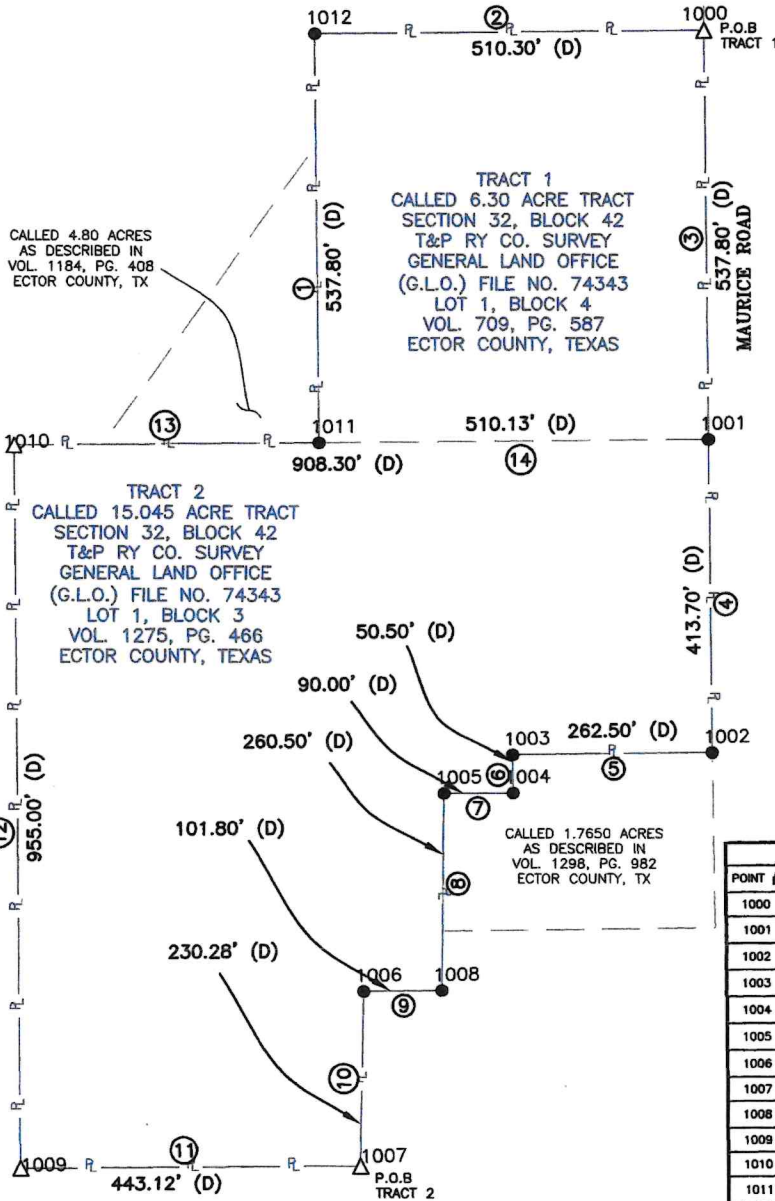 1012
②
1000
P.O.B
TRACT 1
510.30' (D)
TRACT 1
CALLED 6.30 ACRE TRACT
SECTION 32, BLOCK 42
T&P RY CO. SURVEY
GENERAL LAND OFFICE
(G.L.O.) FILE NO. 74343
LOT 1, BLOCK 4
VOL. 709, PG. 587
ECTOR COUNTY, TEXAS
CALLED 4.80 ACRES
AS DESCRIBED IN
VOL. 1184, PG. 408
ECTOR COUNTY, TX
①
537.80' (D)
③
537.80' (D)
MAURICE ROAD
1010
⑬
1011
510.13' (D)
1001
908.30' (D)
⑭
TRACT 2
CALLED 15.045 ACRE TRACT
SECTION 32, BLOCK 42
T&P RY CO. SURVEY
GENERAL LAND OFFICE
(G.L.O.) FILE NO. 74343
LOT 1, BLOCK 3
VOL. 1275, PG. 466
ECTOR COUNTY, TEXAS
413.70' (D)
④
50.50' (D)
90.00' (D)
260.50' (D)
1003
262.50' (D)
1002
⑤
1005
⑥
1004
⑦
⑫
955.00' (D)
101.80' (D)
CALLED 1.7650 ACRES
AS DESCRIBED IN
VOL. 1298, PG. 982
ECTOR COUNTY, TX
⑧
230.28' (D)
1006
1008
⑨
⑩
1009
⑪
1007
443.12' (D)
P.O.B
TRACT 2
POINT
1000
1001
1002
1003
1004
1005
1006
1007
1008
1009
1010
1011